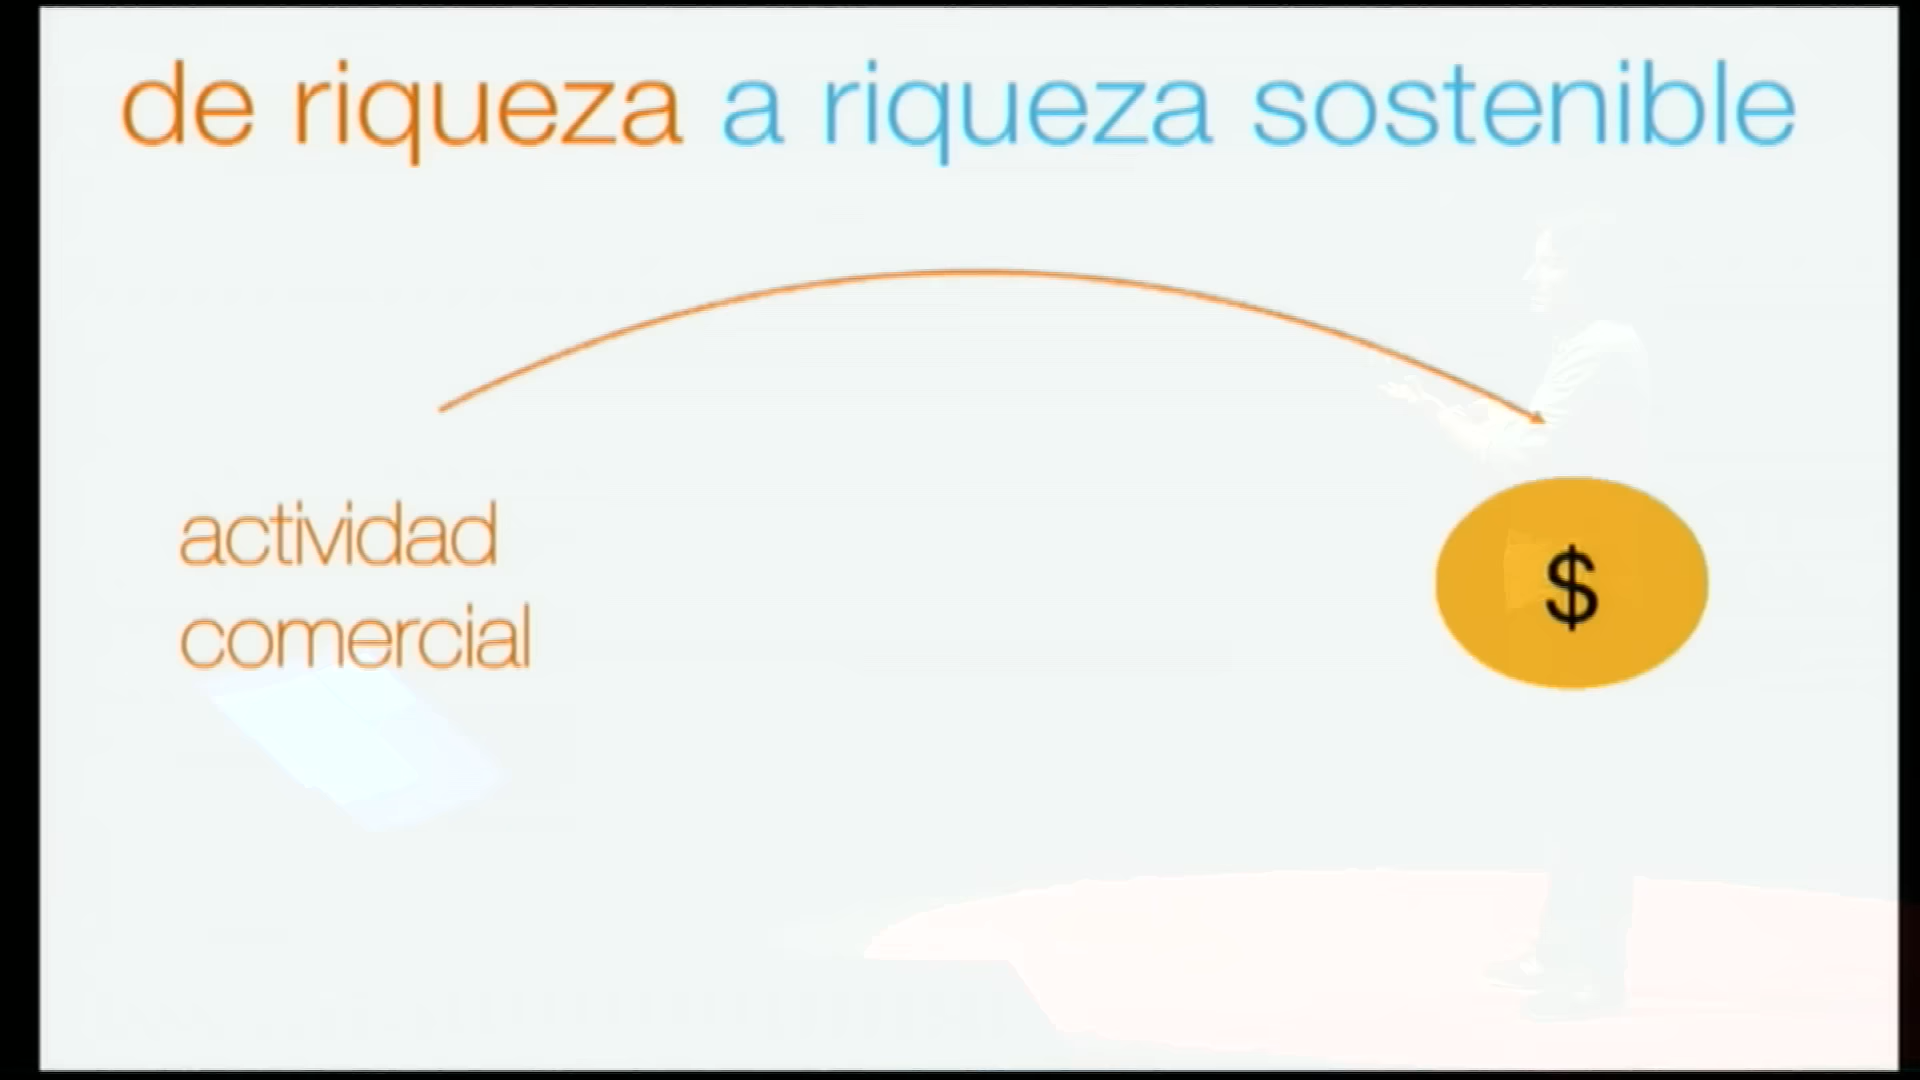 de riqueza a riqueza sostenible
actividad
comercial
$